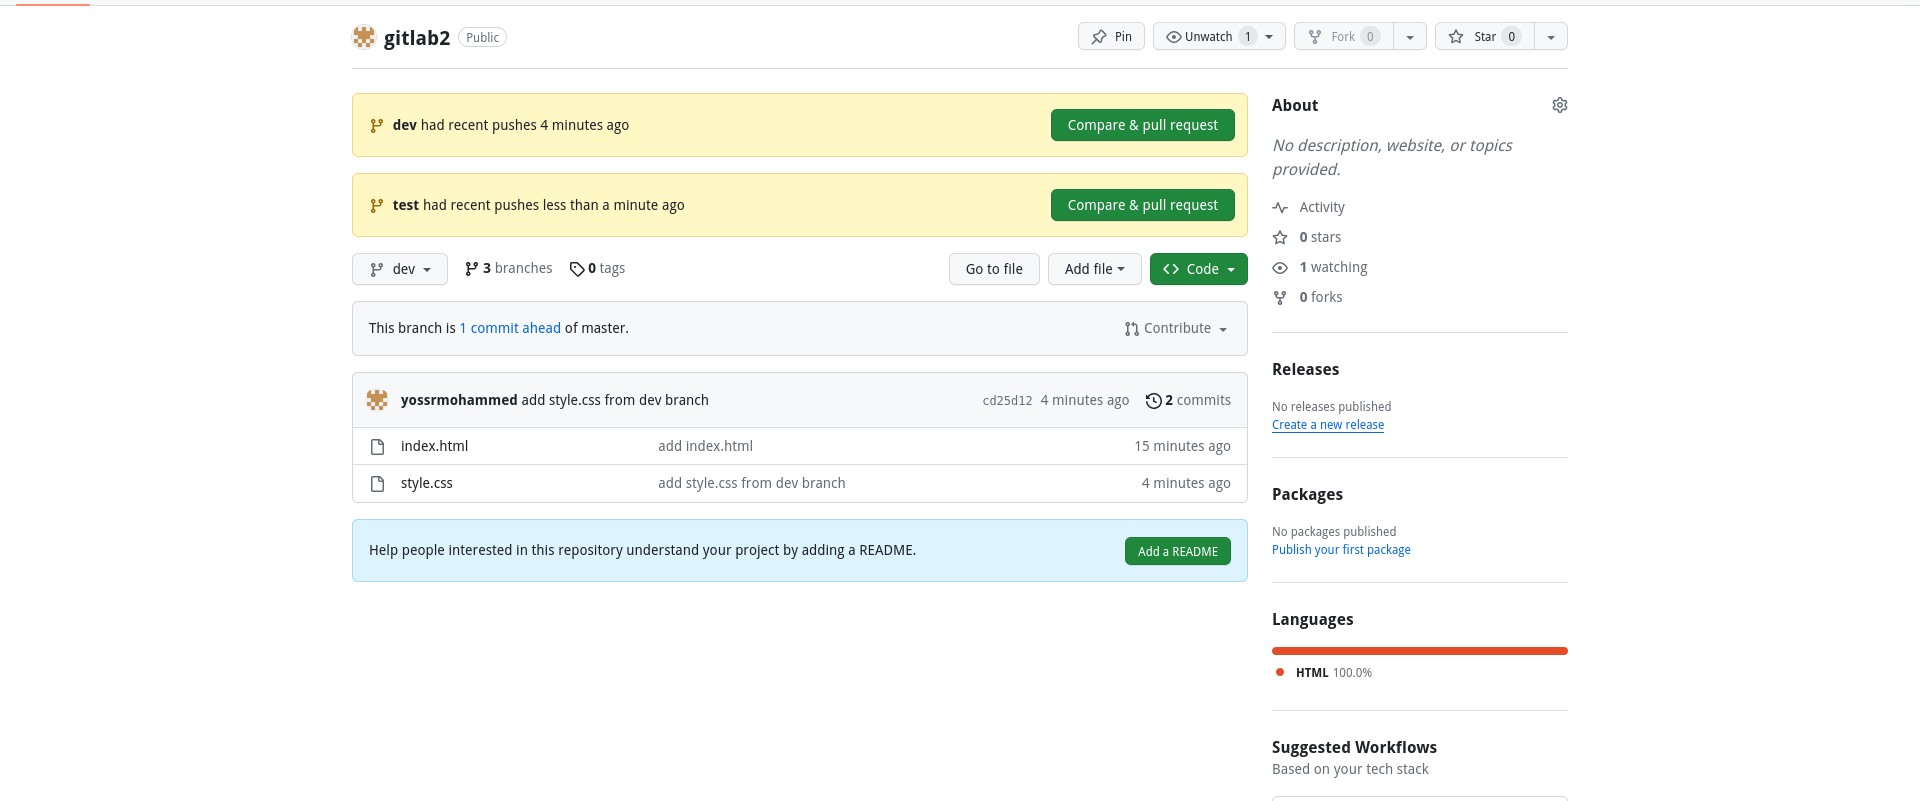 gitlab2 Public
Pin Unwatch 1 Fork 0 Star 0
dev had recent pushes 4 minutes ago Compare & pull request
test had recent pushes less than a minute ago Compare & pull request
dev 3 branches 0 tags Go to file Add file Code
This branch is 1 commit ahead of master. Contribute
yossrmohammed add style.css from dev branch cd25d12 4 minutes ago 2 commits
index.html add index.html 15 minutes ago
style.css add style.css from dev branch 4 minutes ago
Help people interested in this repository understand your project by adding a README. Add a README
About
No description, website, or topics
provided.
Activity
0 stars
1 watching
0 forks
Releases
No releases published
Create a new release
Packages
No packages published
Publish your first package
Languages
HTML 100.0%
Suggested Workflows
Based on your tech stack